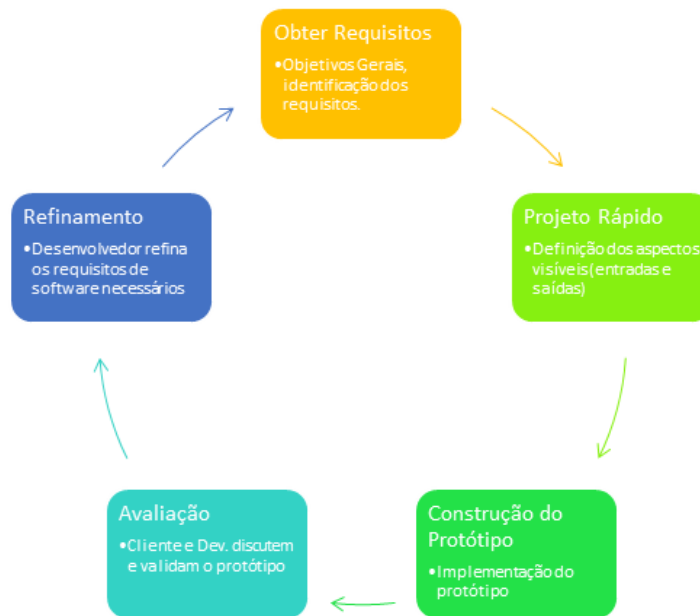 Obter Requisitos
•Objetivos Gerais,
identificação dos
requisitos.
Projeto Rápido
•Definição dos aspectos
visíveis(entradas e
saídas)
Construção do
Protótipo
•Implementação do
protótipo
Avaliação
•Cliente e Dev. discutem
e validam o protótipo
Refinamento
•Desenvolvedor refina
os requisitos de
software necessários